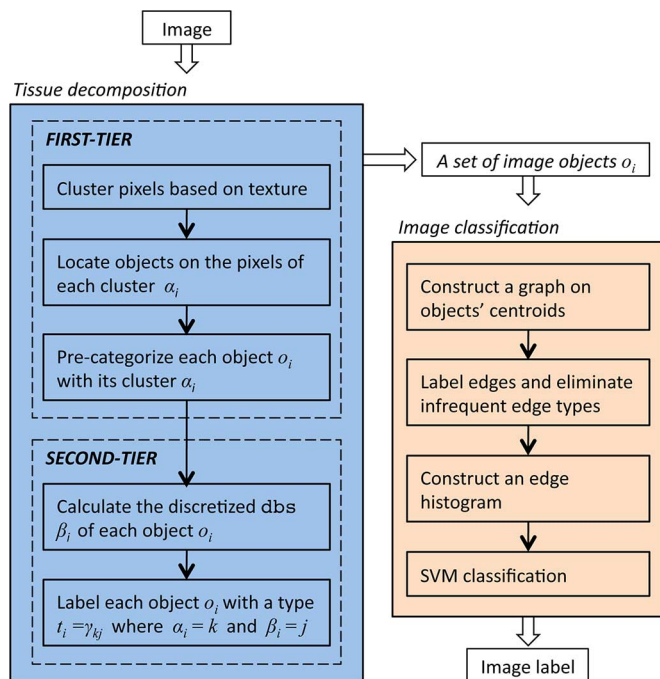 Image
Tissue decomposition
FIRST-TIER
Cluster pixels based on texture
Locate objects on the pixels of
each cluster αᵢ
Pre-categorize each object oᵢ
with its cluster αᵢ
SECOND-TIER
Calculate the discretized dbs
βᵢ of each object oᵢ
Label each object oᵢ with a type
tᵢ =γₖⱼ where αᵢ = k and βᵢ = j
A set of image objects oᵢ
Image classification
Construct a graph on
objects’ centroids
Label edges and eliminate
infrequent edge types
Construct an edge
histogram
SVM classification
Image label